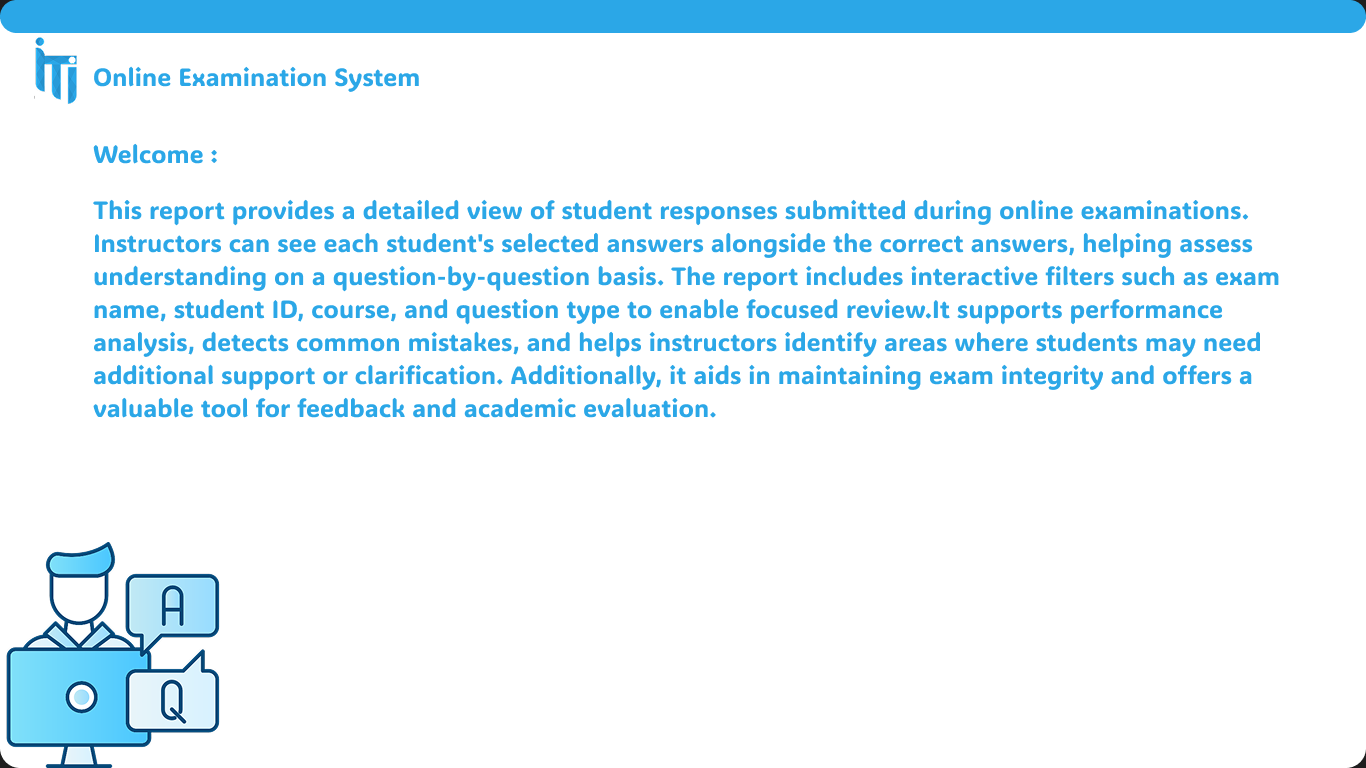 iTi
Online Examination System
Welcome :
This report provides a detailed view of student responses submitted during online examinations.
Instructors can see each student's selected answers alongside the correct answers, helping assess
understanding on a question-by-question basis. The report includes interactive filters such as exam
name, student ID, course, and question type to enable focused review.It supports performance
analysis, detects common mistakes, and helps instructors identify areas where students may need
additional support or clarification. Additionally, it aids in maintaining exam integrity and offers a
valuable tool for feedback and academic evaluation.
A
Q